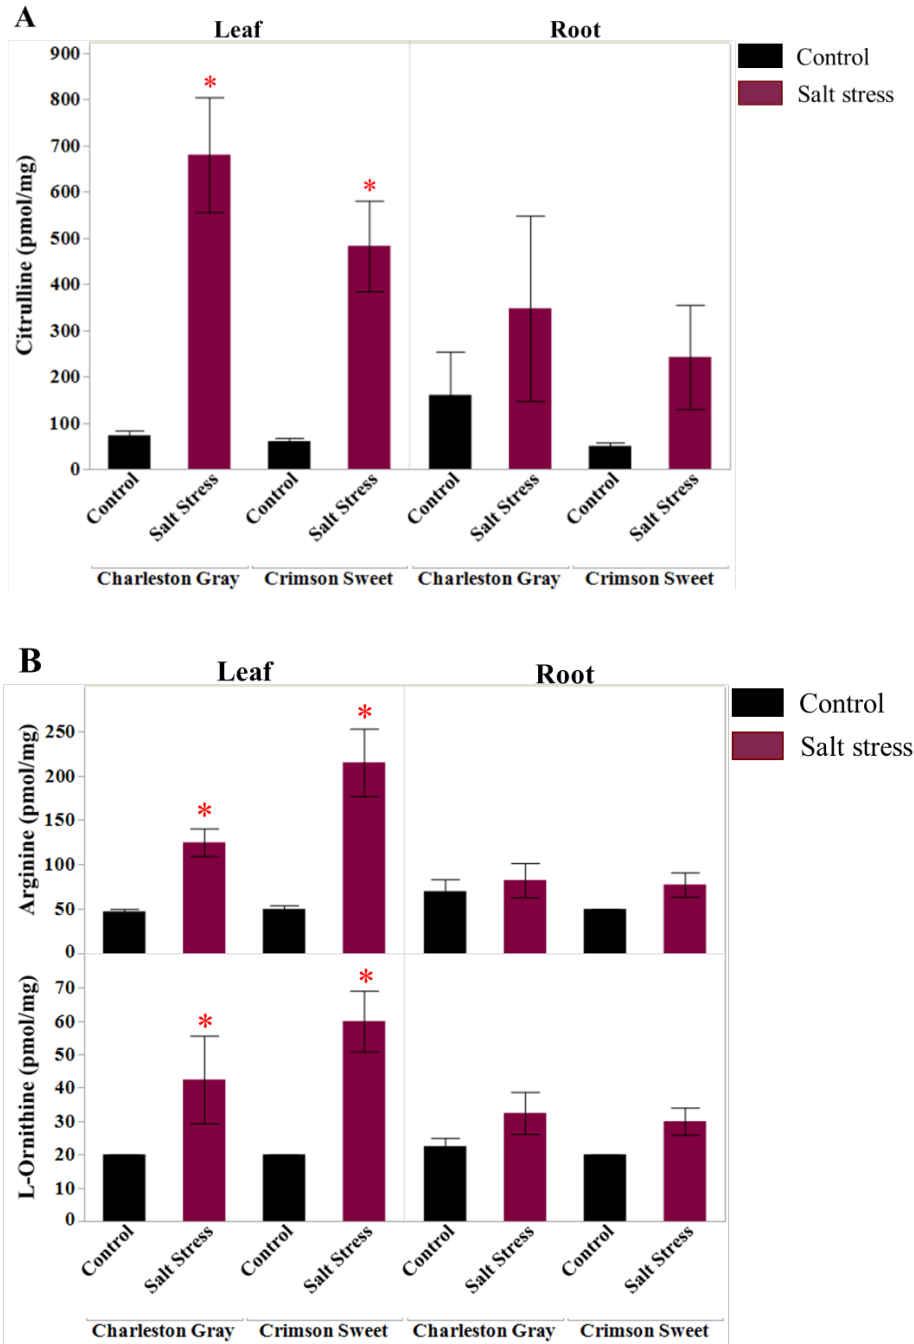 A
Leaf
Root
Control
Salt stress
Citrulline (pmol/mg)
900
800
700
600
500
400
300
200
100
0
Control
Salt Stress
Control
Salt Stress
Control
Salt Stress
Control
Salt Stress
Charleston Gray
Crimson Sweet
Charleston Gray
Crimson Sweet
B
Leaf
Root
Control
Salt stress
Arginine (pmol/mg)
250
200
150
100
50
0
L-Ornithine (pmol/mg)
70
60
50
40
30
20
10
0
Control
Salt Stress
Control
Salt Stress
Control
Salt Stress
Control
Salt Stress
Charleston Gray
Crimson Sweet
Charleston Gray
Crimson Sweet